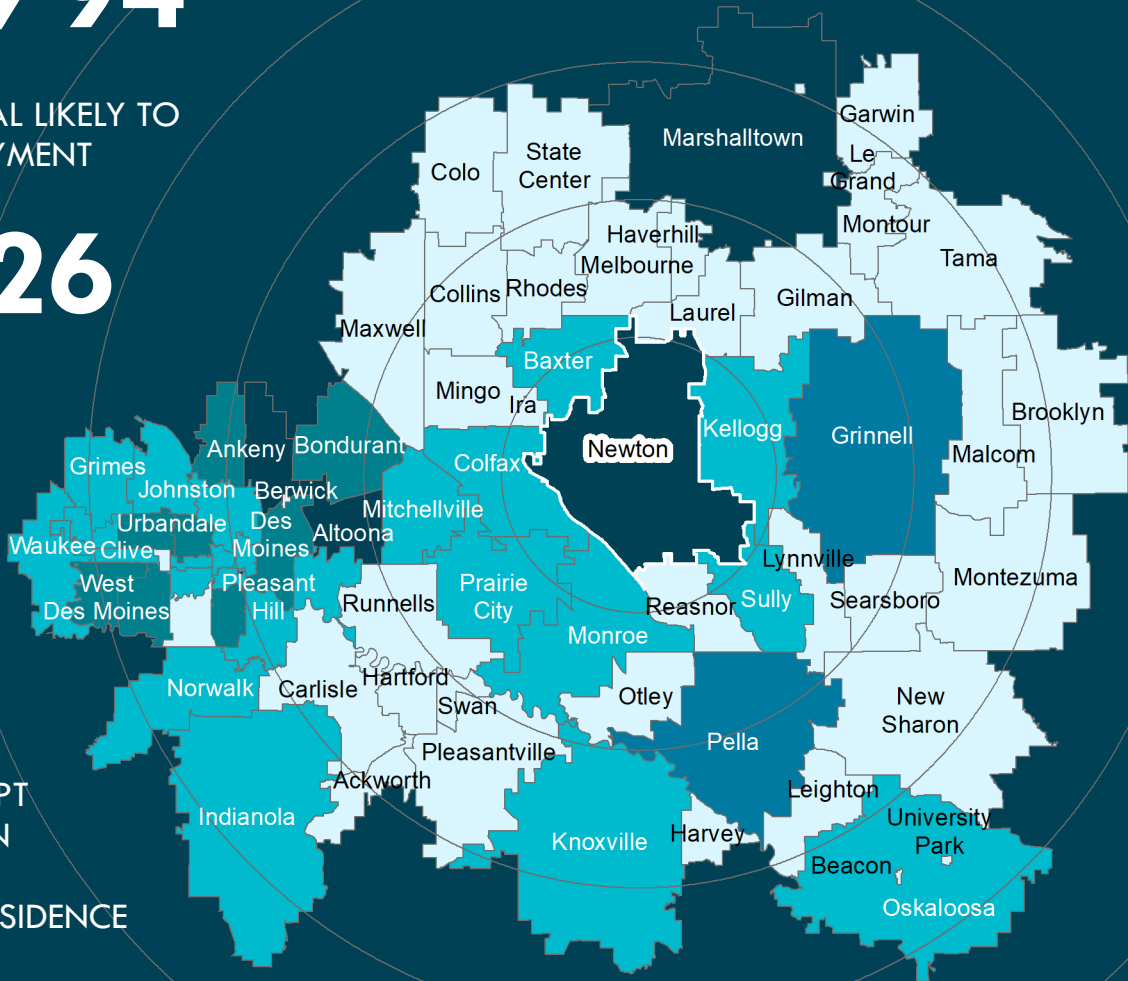 94
AL LIKELY TO
YMENT
26
PT
N
SIDENCE
Garwin
Marshalltown
State
Center
Le
Grand
Colo
Montour
Haverhill
Tama
Melbourne
Rhodes
Collins
Gilman
Laurel
Maxwell
Baxter
Mingo
Ira
Brooklyn
Kellogg
Grinnell
Newton
Ankeny
Bondurant
Malcom
Colfax
Grimes
Johnston
Berwick
Mitchellville
Urbandale
Des
Moines
Altoona
Waukee
Clive
Lynnville
Montezuma
West
Des Moines
Pleasant
Hill
Prairie
City
Runnells
Reasnor
Sully
Searsboro
Monroe
Hartford
Norwalk
Carlisle
Otley
Swan
New
Sharon
Pella
Pleasantville
Ackworth
Leighton
Indianola
University
Park
Knoxville
Harvey
Beacon
Oskaloosa